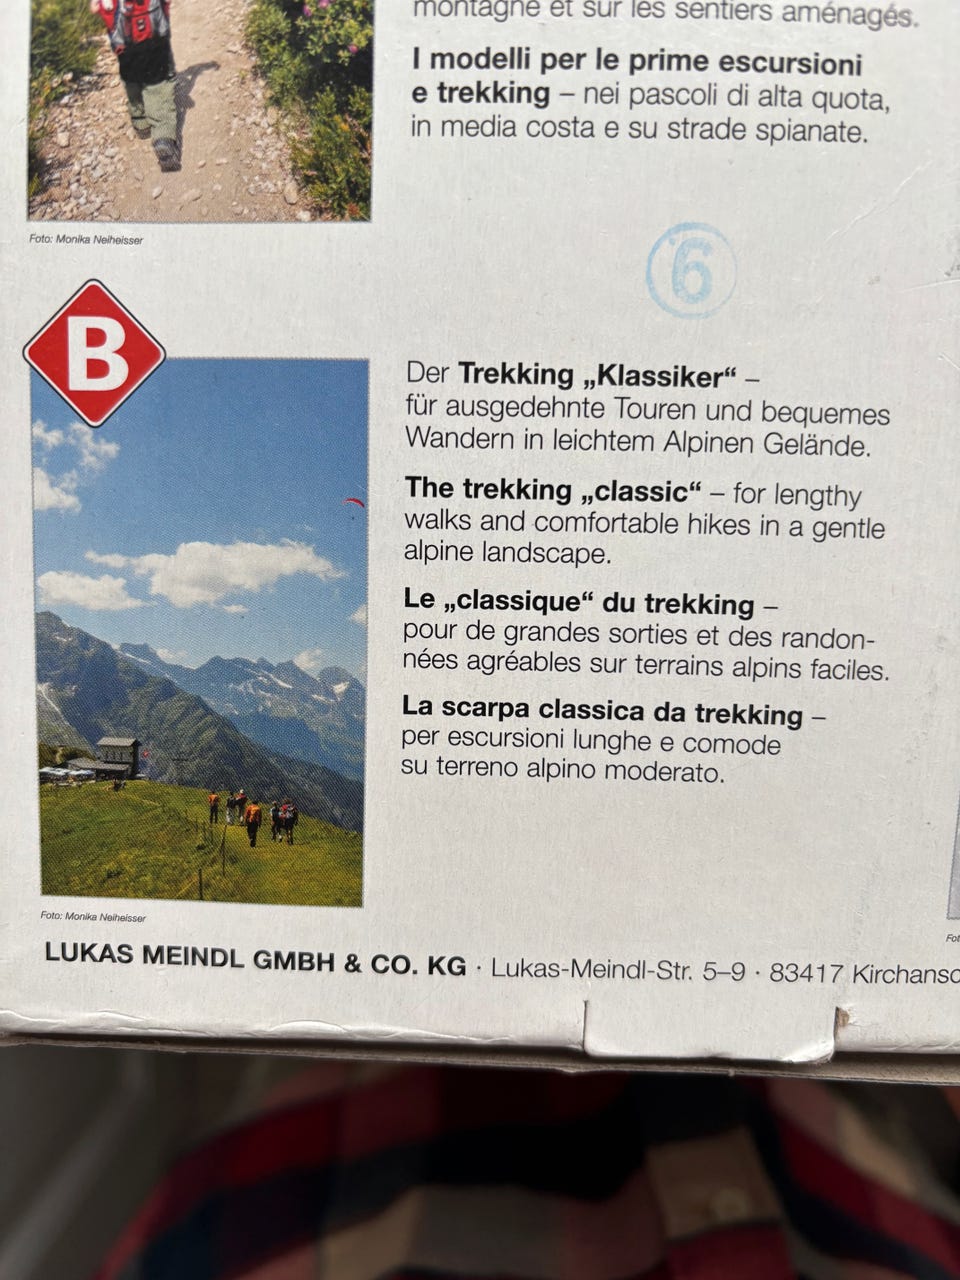 montagne et sur les sentiers aménagés.
I modelli per le prime escursioni
e trekking – nei pascoli di alta quota,
in media costa e su strade spianate.
Foto: Monika Neiheisser
6
B
Der Trekking „Klassiker“ –
für ausgedehnte Touren und bequemes
Wandern in leichtem Alpinen Gelände.
The trekking „classic“ – for lengthy
walks and comfortable hikes in a gentle
alpine landscape.
Le „classique“ du trekking –
pour de grandes sorties et des randon-
nées agréables sur terrains alpins faciles.
La scarpa classica da trekking –
per escursioni lunghe e comode
su terreno alpino moderato.
Foto: Monika Neiheisser
LUKAS MEINDL GMBH & CO. KG · Lukas-Meindl-Str. 5–9 · 83417 Kirchansc
Fot